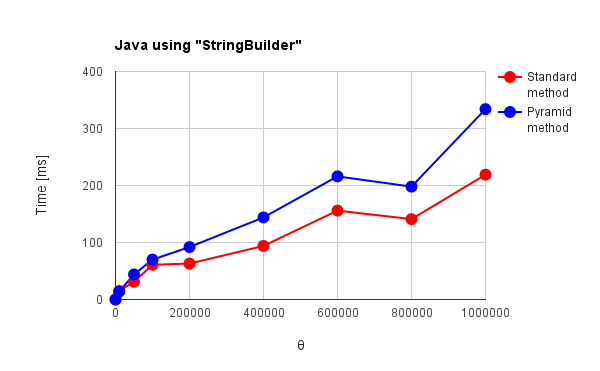 Java using "StringBuilder"
400
300
200
100
0
Time [ms]
0 200000 400000 600000 800000 1000000
θ
Standard
method
Pyramid
method